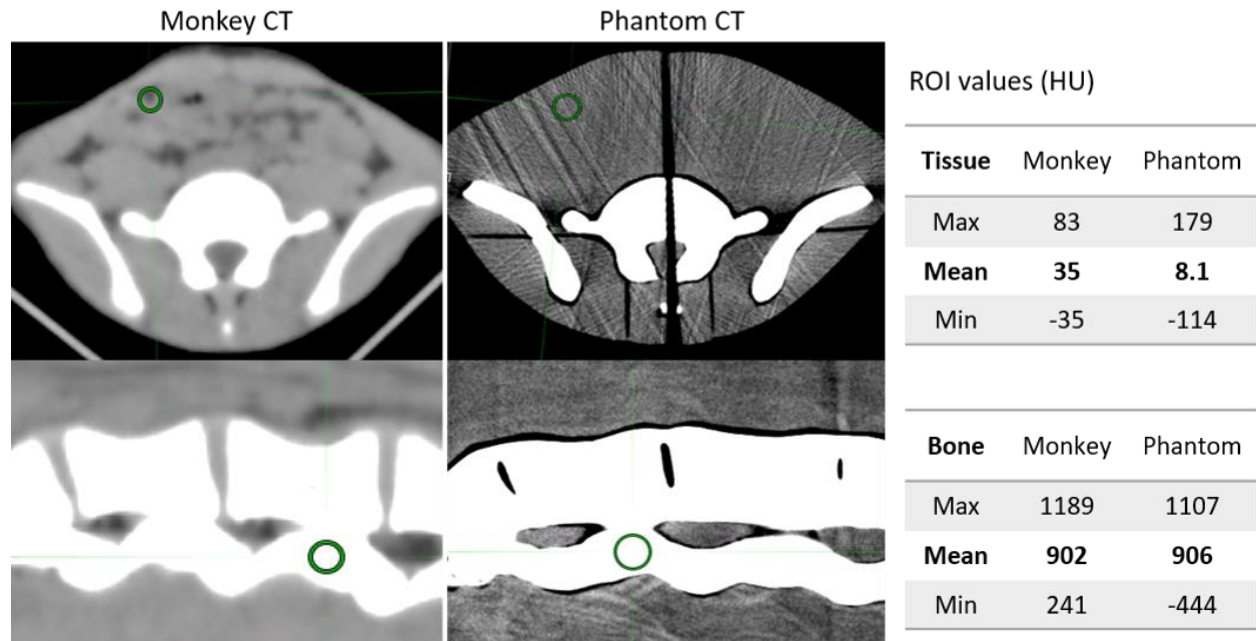 Monkey CT
Phantom CT
ROI values (HU)
Tissue Monkey Phantom
Max 83 179
Mean 35 8.1
Min -35 -114
Bone Monkey Phantom
Max 1189 1107
Mean 902 906
Min 241 -444